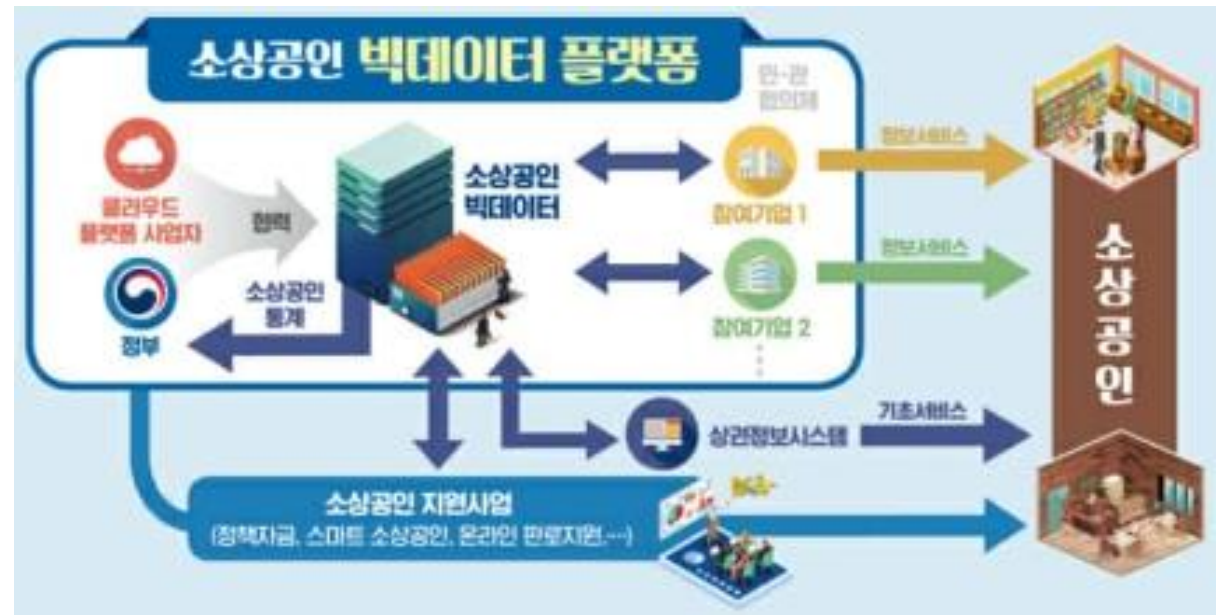 소상공인 빅데이터 플랫폼
민-관
협의체
클라우드
플랫폼 사업자
협력
소상공인
빅데이터
참여기업 1
정보서비스
정부
소상공인
통계
참여기업 2
정보서비스
소상공인
상권정보시스템
기초서비스
소상공인 지원사업
(정책자금, 스마트 소상공인, 온라인 판로지원,…)